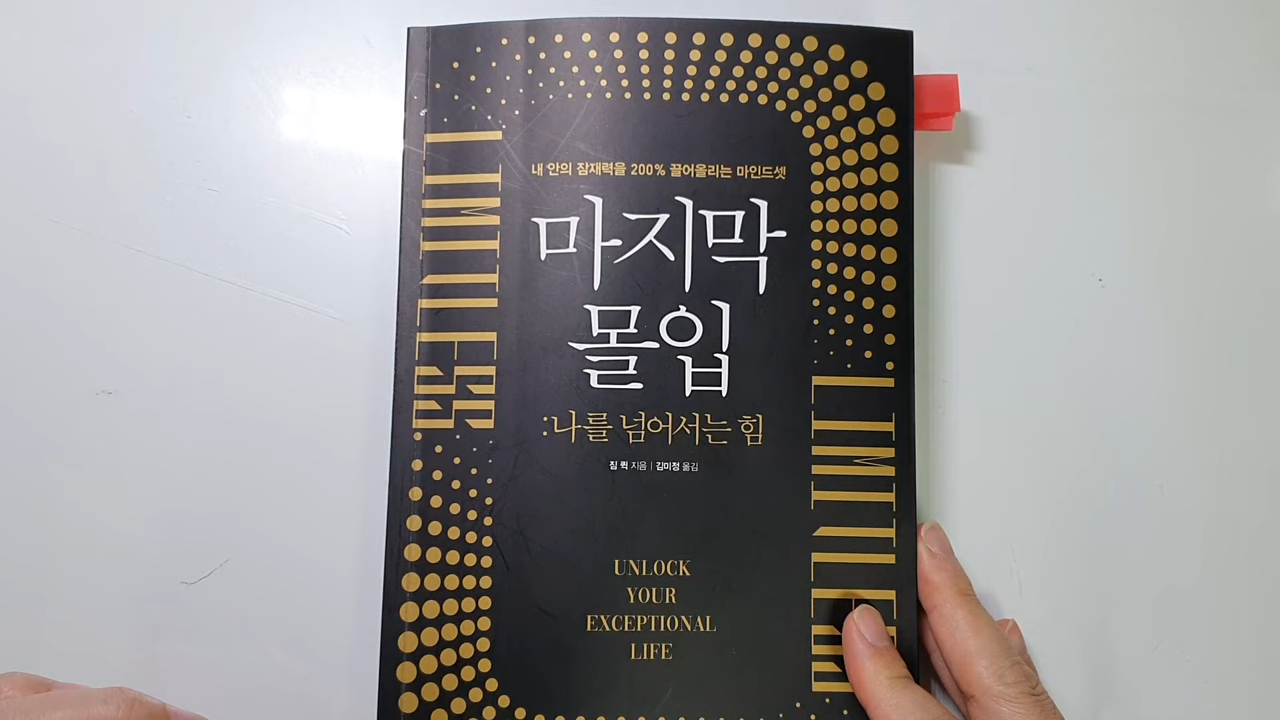 LIMITLESS
내 안의 잠재력을 200% 끌어올리는 마인드셋
마지막
몰입
:나를 넘어서는 힘
짐 퀵 지음 | 김미정 옮김
UNLOCK
YOUR
EXCEPTIONAL
LIFE
LIMITLESS